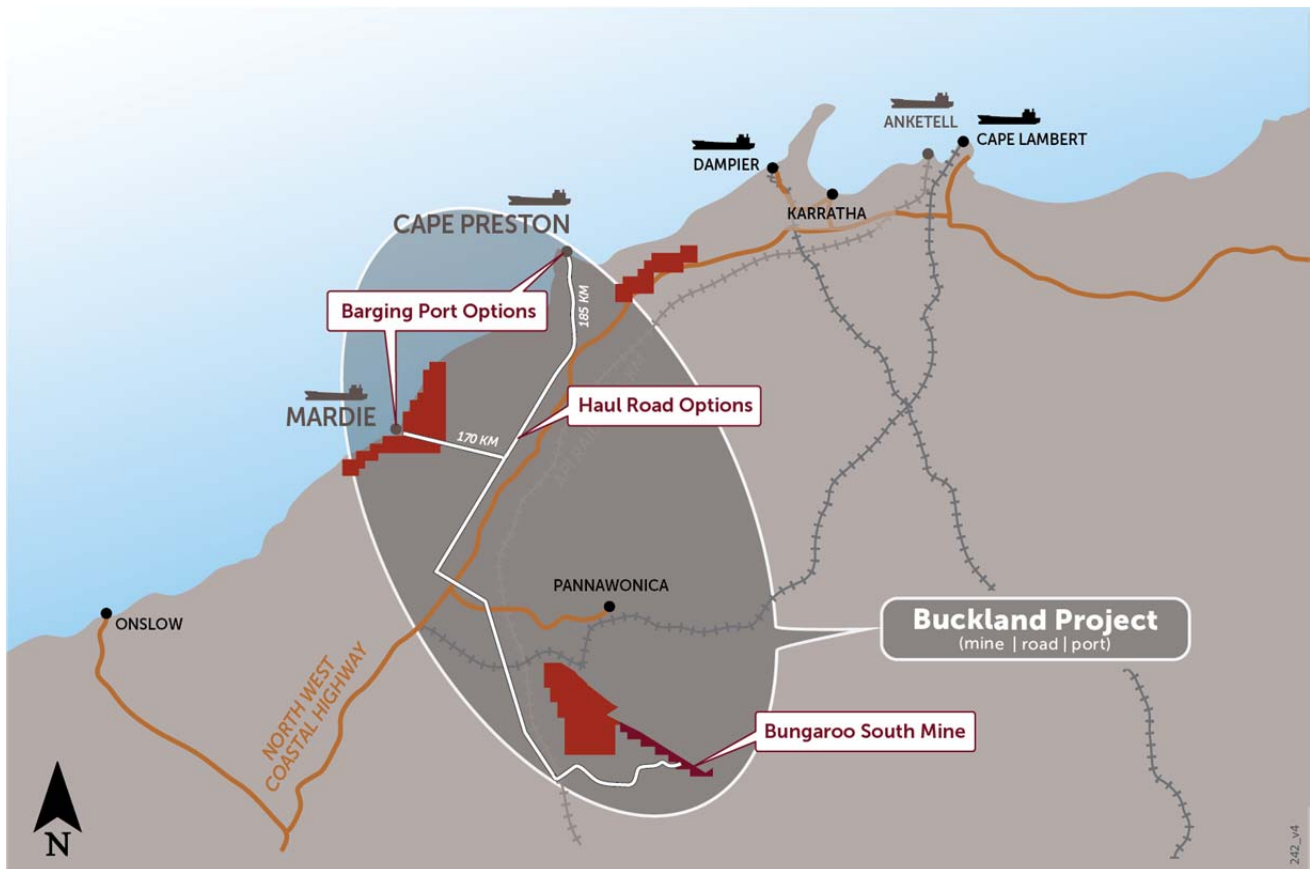 ANKETELL
CAPE LAMBERT
DAMPIER
KARRATHA
CAPE PRESTON
Barging Port Options
185 KM
Haul Road Options
MARDIE
170 KM
PANNAWONICA
ONSLOW
Buckland Project
(mine | road | port)
NORTH WEST
COASTAL HIGHWAY
Bungaroo South Mine
N
242_v4